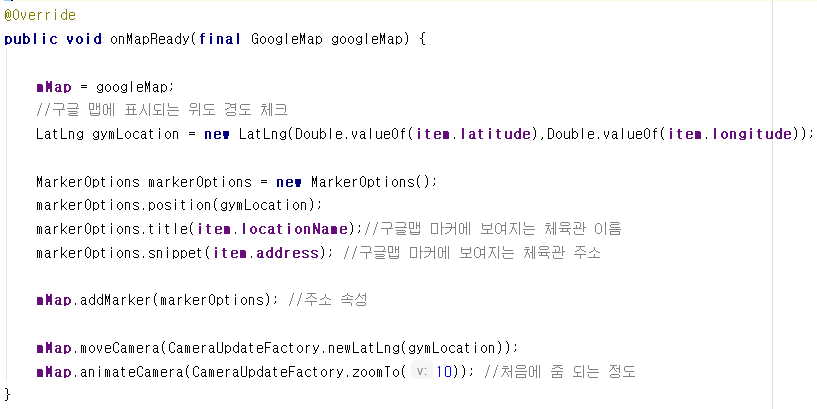 @Override
public void onMapReady(final GoogleMap googleMap) {
mMap = googleMap;
//구글 맵에 표시되는 위도 경도 체크
LatLng gymLocation = new LatLng(Double.valueOf(item.latitude),Double.valueOf(item.longitude));
MarkerOptions markerOptions = new MarkerOptions();
markerOptions.position(gymLocation);
markerOptions.title(item.locationName);//구글맵 마커에 보여지는 체육관 이름
markerOptions.snippet(item.address); //구글맵 마커에 보여지는 체육관 주소
mMap.addMarker(markerOptions); //주소 속성
mMap.moveCamera(CameraUpdateFactory.newLatLng(gymLocation));
mMap.animateCamera(CameraUpdateFactory.zoomTo( v: 10)); //처음에 줌 되는 정도
}